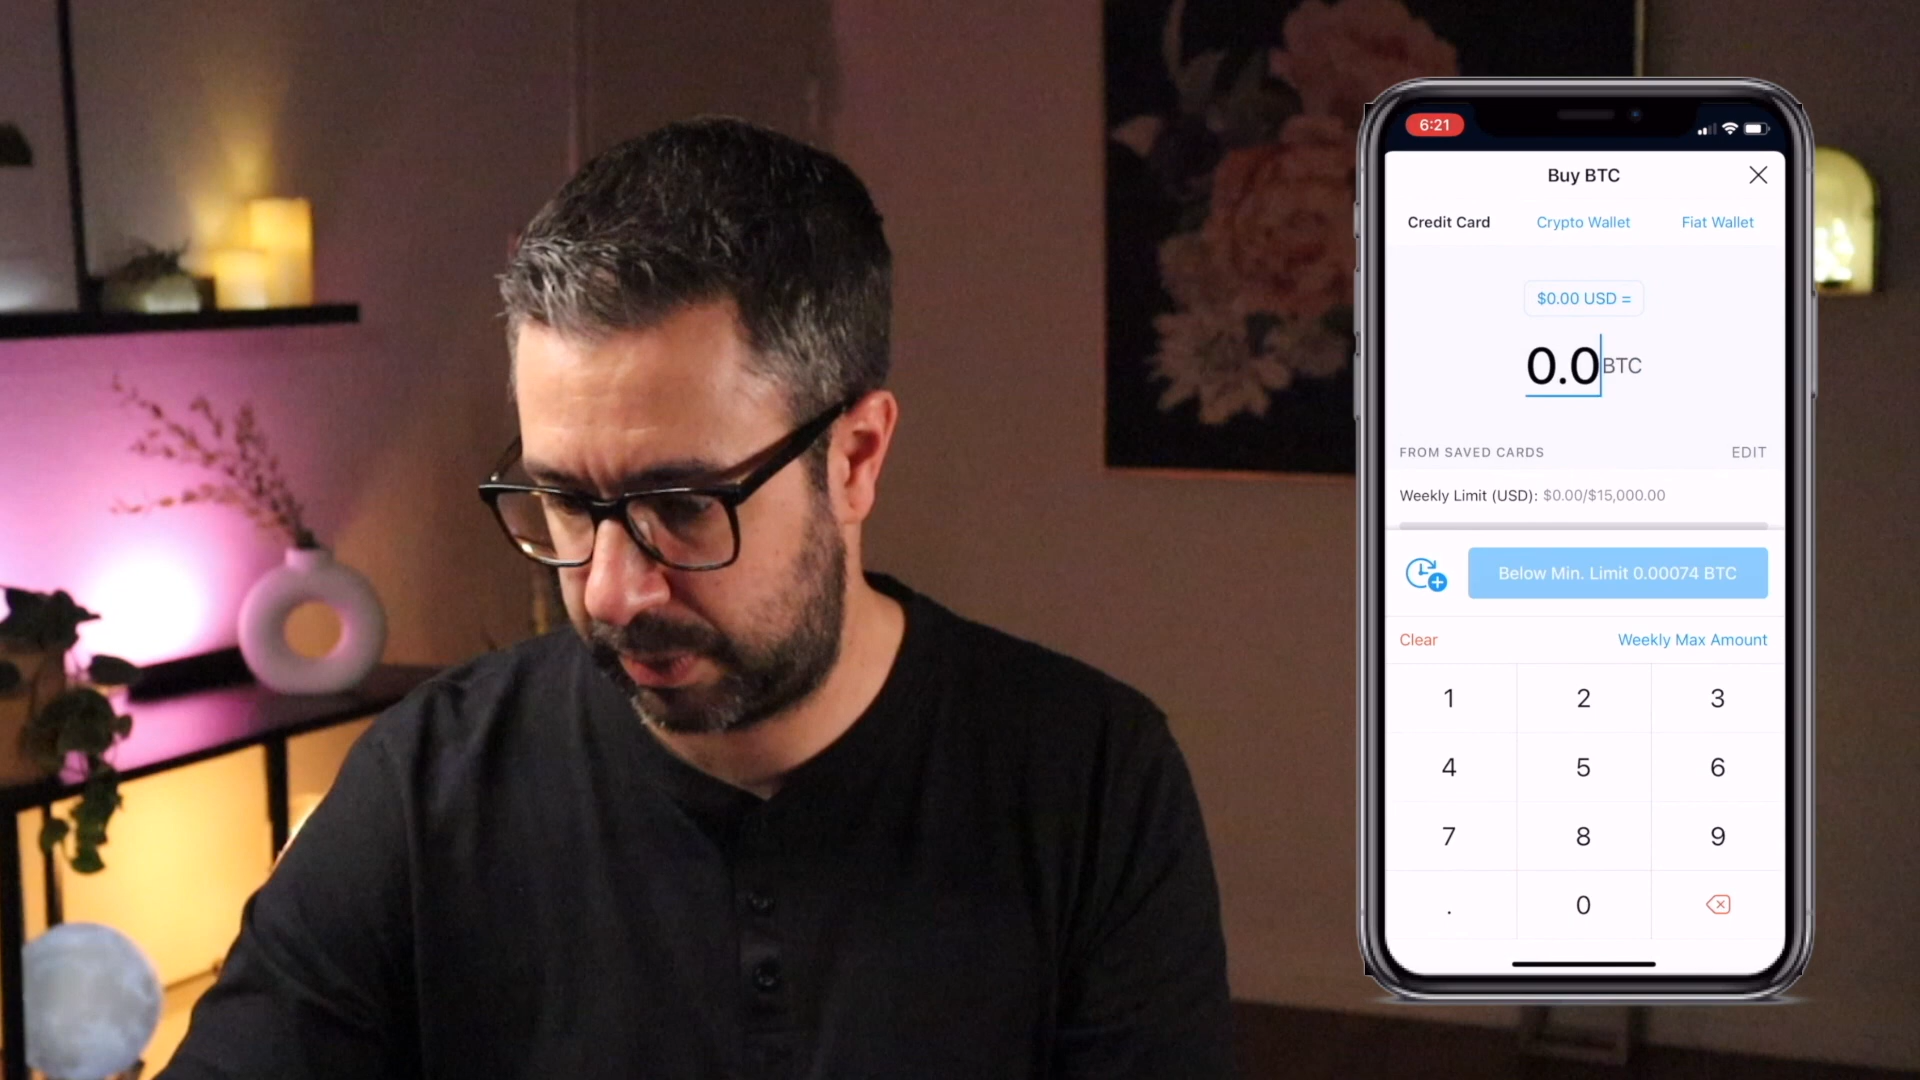 6:21
Buy BTC
Credit Card Crypto Wallet Fiat Wallet
$0.00 USD =
0.0 BTC
FROM SAVED CARDS EDIT
Weekly Limit (USD): $0.00/$15,000.00
Below Min. Limit 0.00074 BTC
Clear Weekly Max Amount
1 2 3
4 5 6
7 8 9
. 0